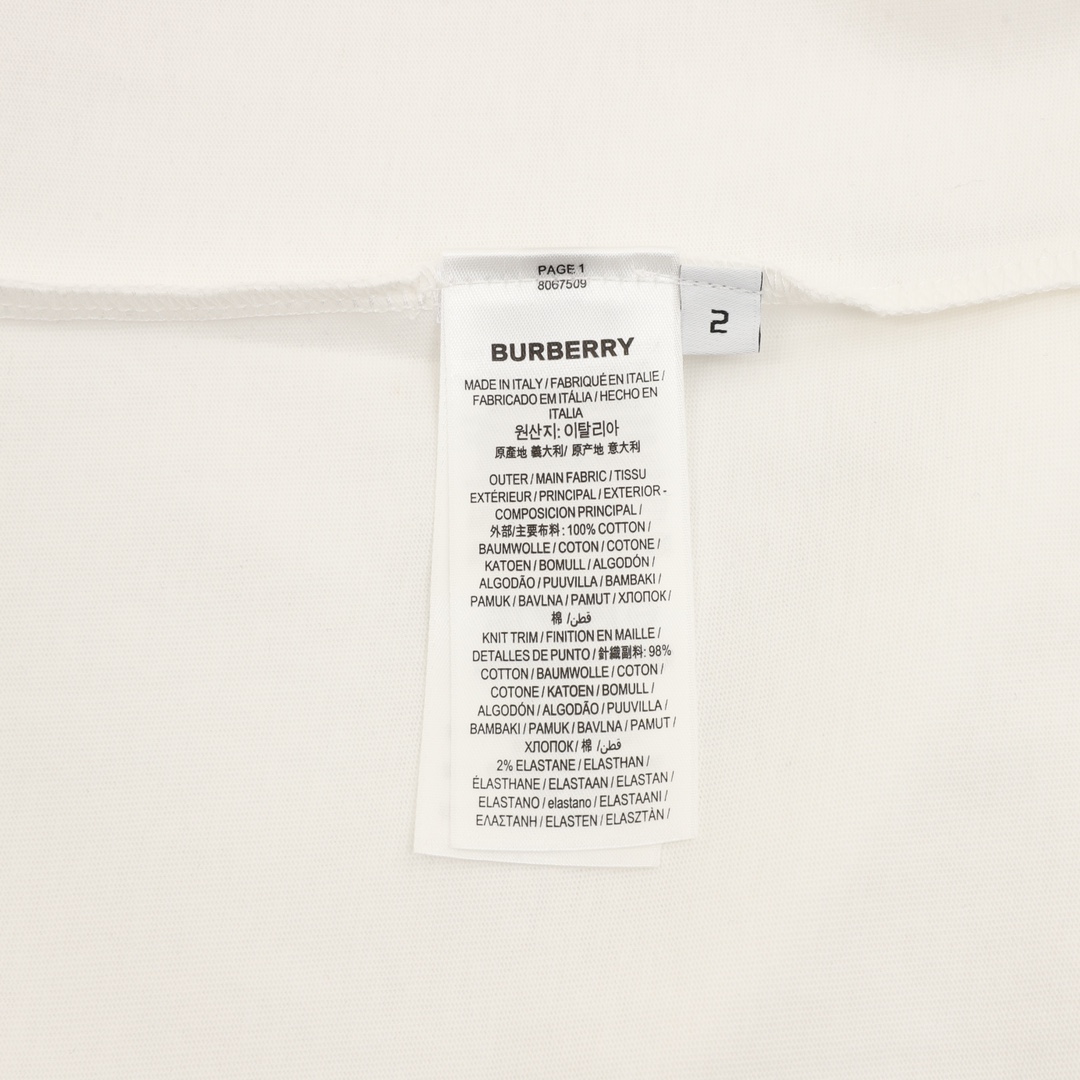 PAGE 1
8067509
2
BURBERRY
MADE IN ITALY / FABRIQUÉ EN ITALIE /
FABRICADO EM ITÁLIA / HECHO EN
ITALIA
원산지: 이탈리아
原產地 義大利/ 原产地 意大利
OUTER / MAIN FABRIC / TISSU
EXTÉRIEUR / PRINCIPAL / EXTERIOR -
COMPOSICION PRINCIPAL /
外部/主要布料 : 100% COTTON /
BAUMWOLLE / COTON / COTONE /
KATOEN / BOMULL / ALGODÓN /
ALGODÃO / PUUVILLA / BAMBAKI /
PAMUK / BAVLNA / PAMUT / ХЛОПОК /
棉 /قطن
KNIT TRIM / FINITION EN MAILLE /
DETALLES DE PUNTO / 針織副料: 98%
COTTON / BAUMWOLLE / COTON /
COTONE / KATOEN / BOMULL /
ALGODÓN / ALGODÃO / PUUVILLA /
BAMBAKI / PAMUK / BAVLNA / PAMUT /
ХЛОПОК / 棉 /قطن
2% ELASTANE / ELASTHAN /
ÉLASTHANE / ELASTAAN / ELASTAN /
ELASTANO / elastano / ELASTAANI /
ΕΛΑΣΤΑΝΗ / ELASTEN / ELASZTÀN /